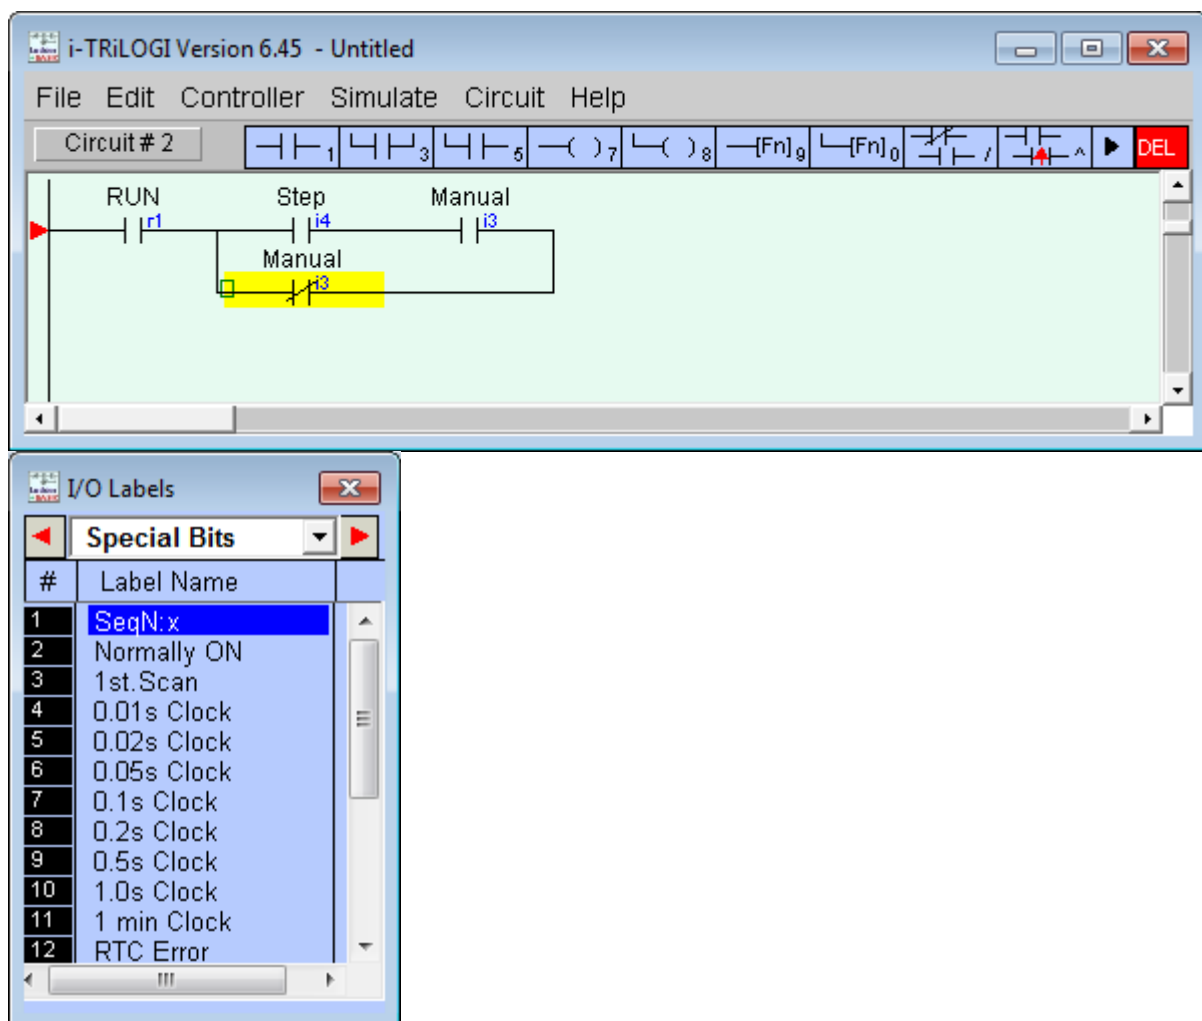 i-TRiLOGI Version 6.45 - Untitled
File Edit Controller Simulate Circuit Help
Circuit # 2 1 3 5 7 8 [Fn] 9 [Fn] 0 / ^ DEL
RUN Step Manual
r1 i4 i3
Manual
i3
I/O Labels
Special Bits
# Label Name
1 SeqN:x
2 Normally ON
3 1st.Scan
4 0.01s Clock
5 0.02s Clock
6 0.05s Clock
7 0.1s Clock
8 0.2s Clock
9 0.5s Clock
10 1.0s Clock
11 1 min Clock
12 RTC Error